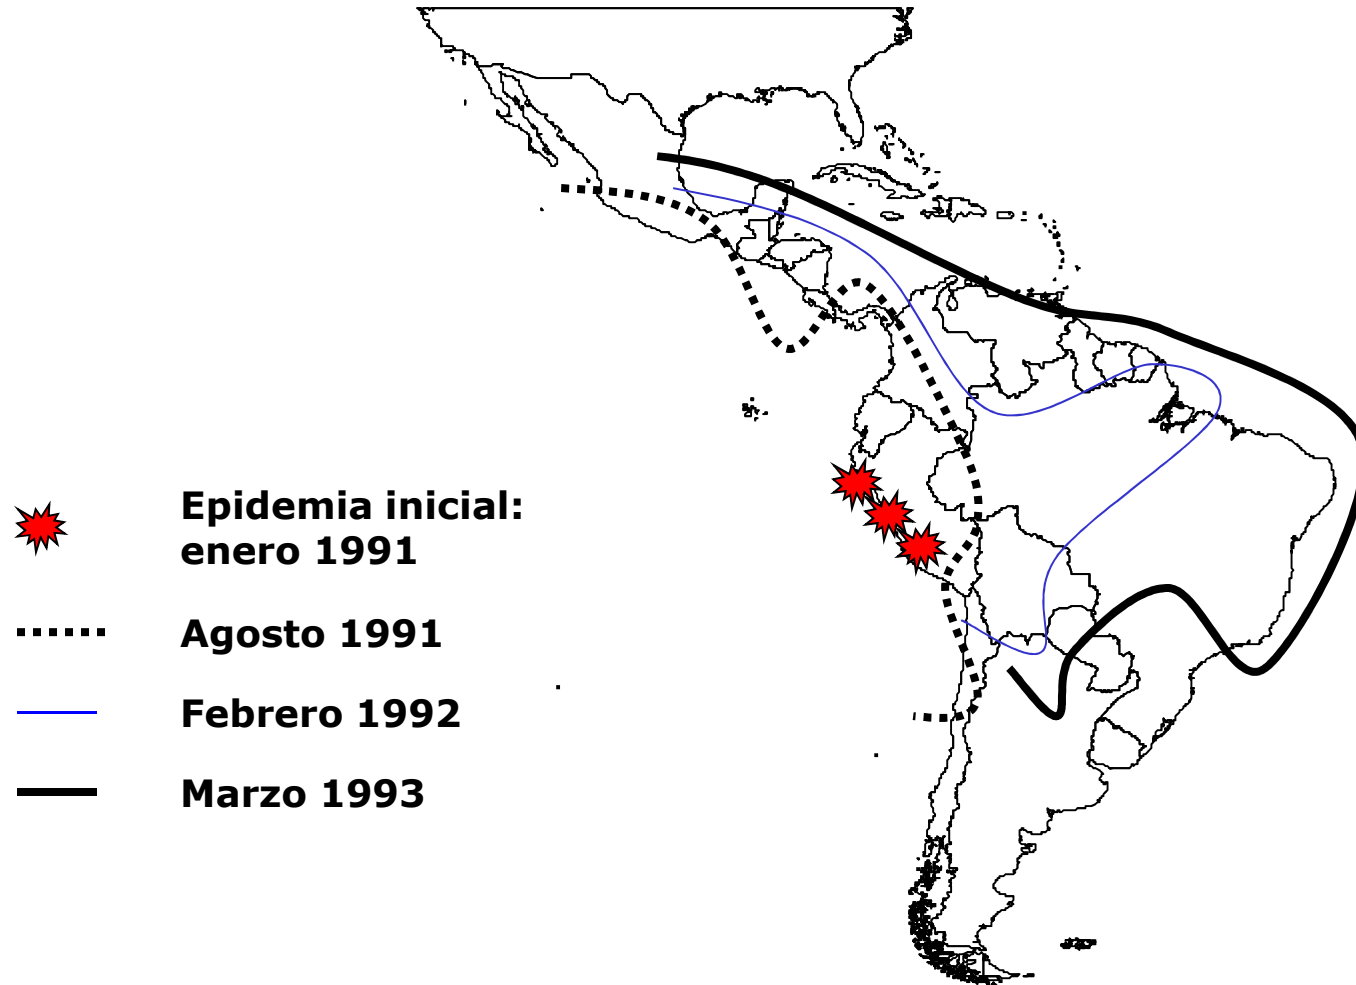 Epidemia inicial:
enero 1991
Agosto 1991
Febrero 1992
Marzo 1993